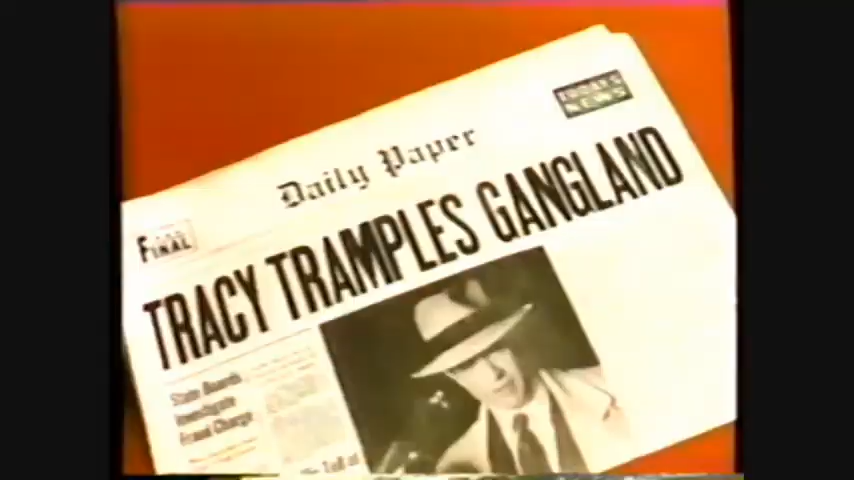 TODAY'S
NEWS
Daily Paper
FINAL
TRACY TRAMPLES GANGLAND
State Boards
Investigate
Fraud Charge